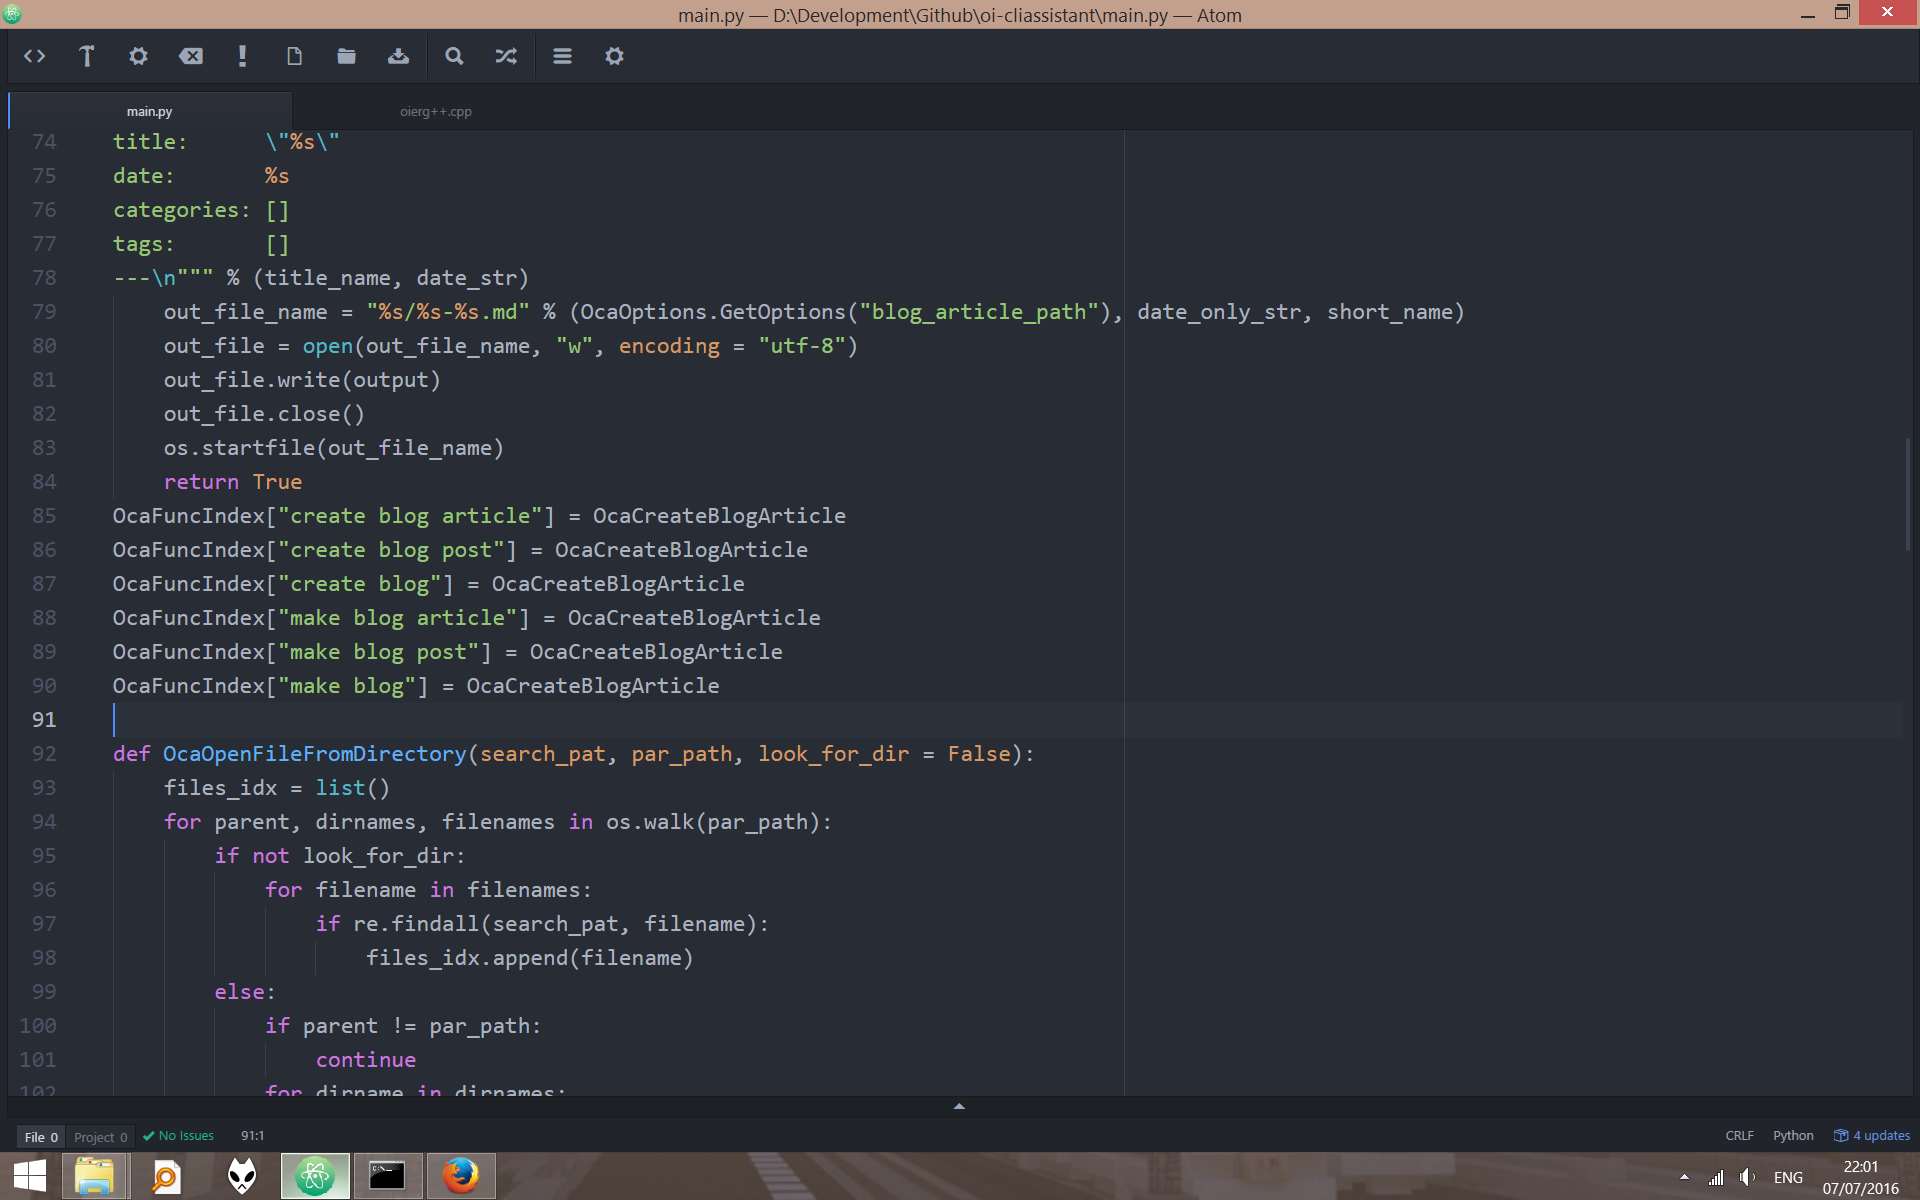 main.py — D:\Development\Github\oi-cliassistant\main.py — Atom
main.py
oierg++.cpp
74 title:      \"%s\"
75 date:       %s
76 categories: []
77 tags:       []
78 ---\n""" % (title_name, date_str)
79     out_file_name = "%s/%s-%s.md" % (OcaOptions.GetOptions("blog_article_path"), date_only_str, short_name)
80     out_file = open(out_file_name, "w", encoding = "utf-8")
81     out_file.write(output)
82     out_file.close()
83     os.startfile(out_file_name)
84     return True
85 OcaFuncIndex["create blog article"] = OcaCreateBlogArticle
86 OcaFuncIndex["create blog post"] = OcaCreateBlogArticle
87 OcaFuncIndex["create blog"] = OcaCreateBlogArticle
88 OcaFuncIndex["make blog article"] = OcaCreateBlogArticle
89 OcaFuncIndex["make blog post"] = OcaCreateBlogArticle
90 OcaFuncIndex["make blog"] = OcaCreateBlogArticle
91
92 def OcaOpenFileFromDirectory(search_pat, par_path, look_for_dir = False):
93     files_idx = list()
94     for parent, dirnames, filenames in os.walk(par_path):
95         if not look_for_dir:
96             for filename in filenames:
97                 if re.findall(search_pat, filename):
98                     files_idx.append(filename)
99         else:
100             if parent != par_path:
101                 continue
102             for dirname in dirnames:
File 0 Project 0 No Issues 91:1 CRLF Python 4 updates
ENG
22:01
07/07/2016